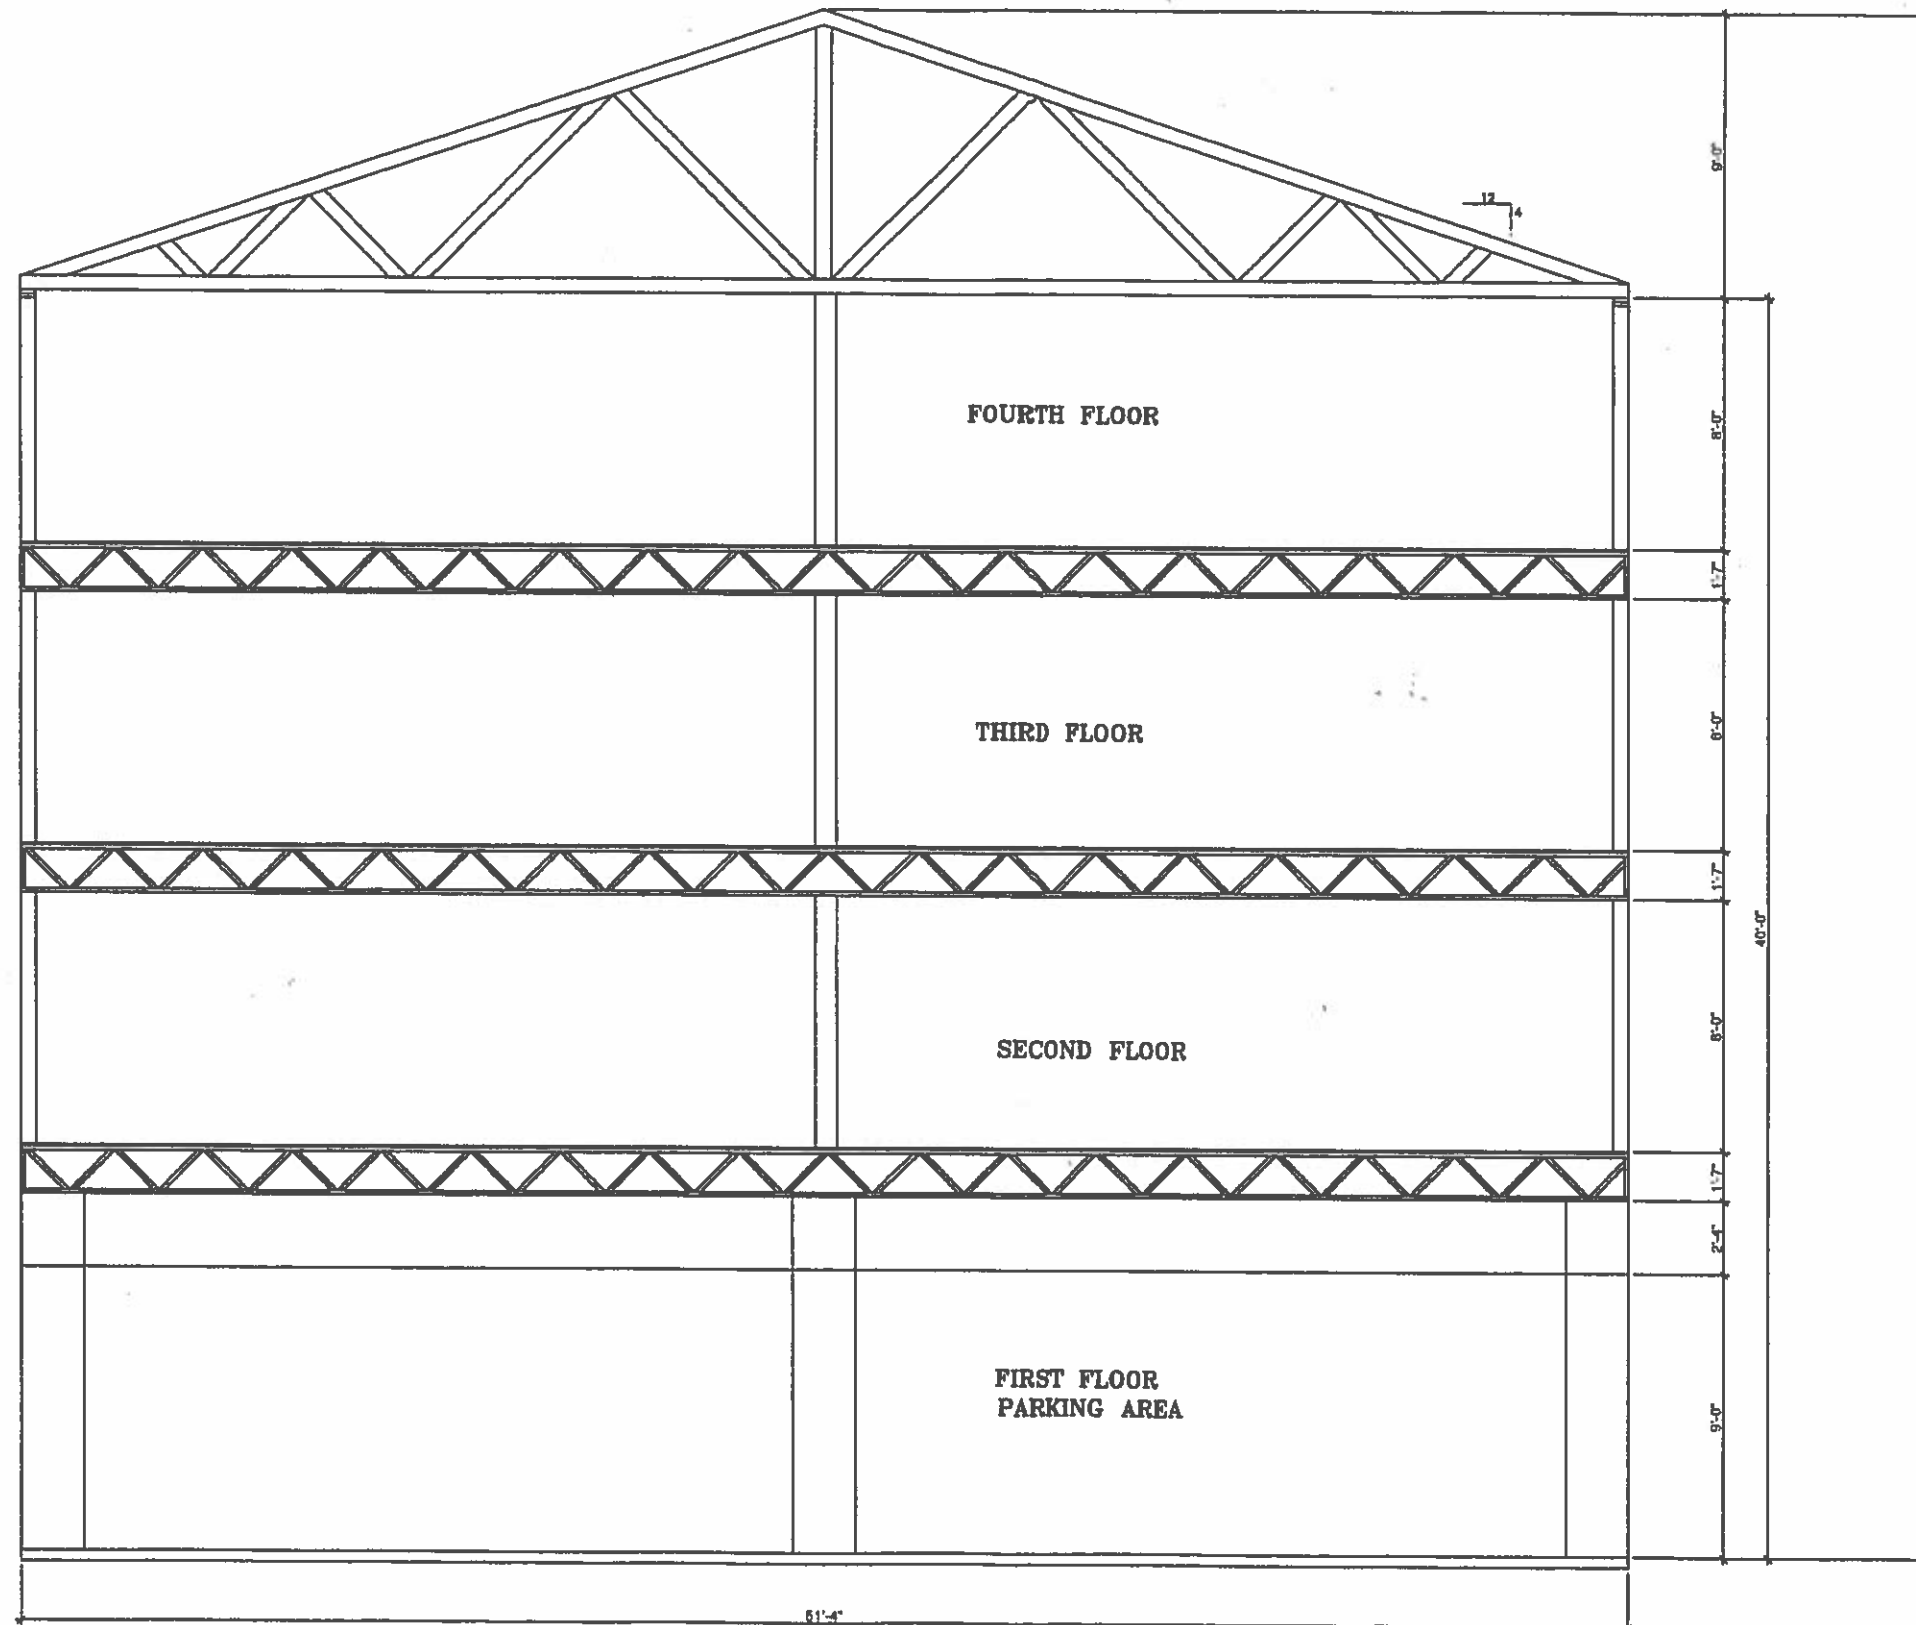 9'-0"
12
4
FOURTH FLOOR
8'-0"
1'-7"
THIRD FLOOR
8'-0"
1'-7"
40'-0"
SECOND FLOOR
8'-0"
1'-7"
2'-4"
FIRST FLOOR
PARKING AREA
9'-0"
51'-4"